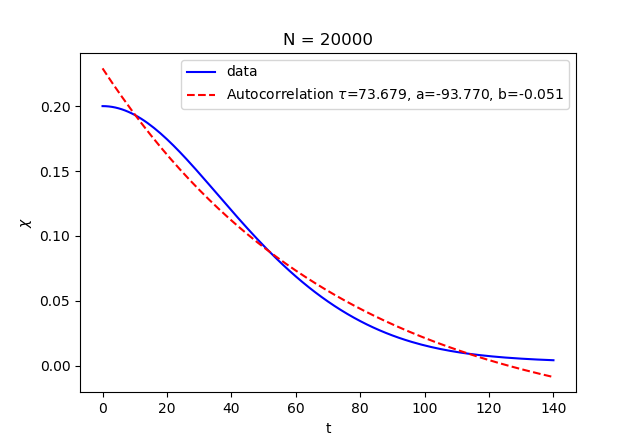 N = 20000
data
Autocorrelation τ=73.679, a=-93.770, b=-0.051
0.20
0.15
0.10
0.05
0.00
χ
0 20 40 60 80 100 120 140
t